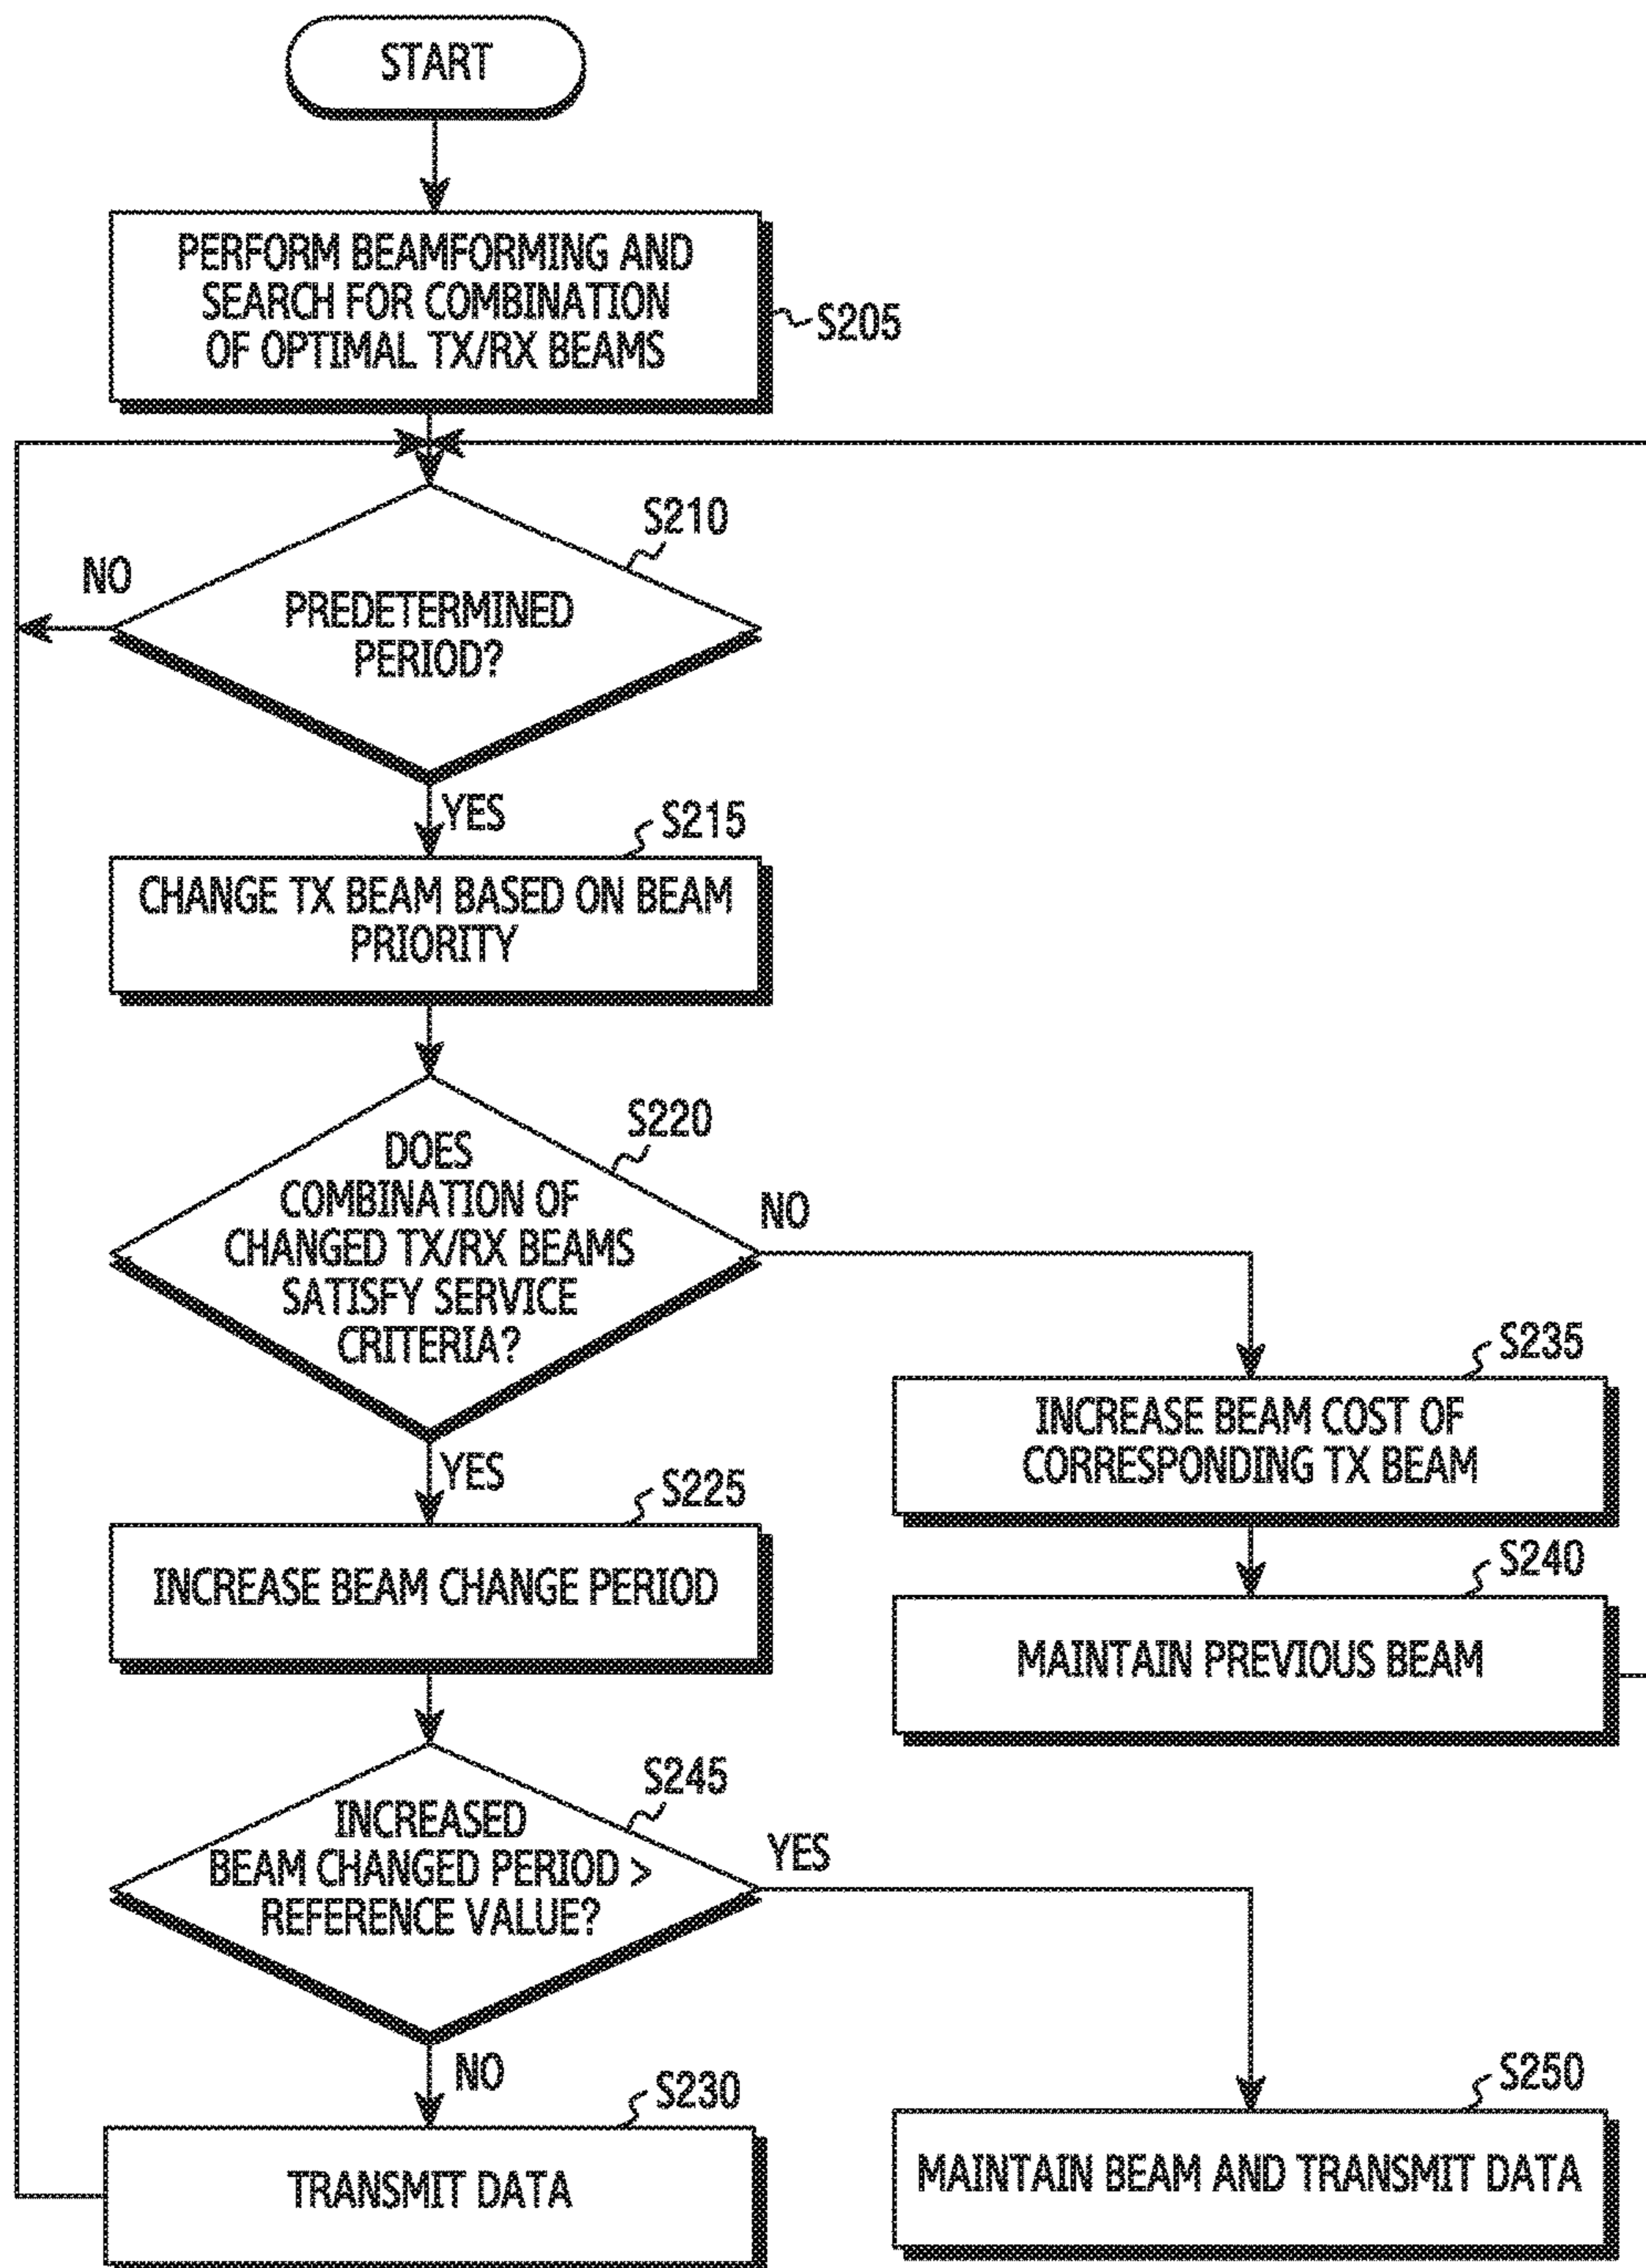 START
PERFORM BEAMFORMING AND
SEARCH FOR COMBINATION
OF OPTIMAL TX/RX BEAMS
S205
S210
NO
PREDETERMINED
PERIOD?
YES
S215
CHANGE TX BEAM BASED ON BEAM
PRIORITY
S220
DOES
COMBINATION OF
CHANGED TX/RX BEAMS
SATISFY SERVICE
CRITERIA?
NO
YES
S235
INCREASE BEAM COST OF
CORRESPONDING TX BEAM
S225
INCREASE BEAM CHANGE PERIOD
S240
MAINTAIN PREVIOUS BEAM
S245
INCREASED
BEAM CHANGED PERIOD >
REFERENCE VALUE?
YES
NO
S230
TRANSMIT DATA
S250
MAINTAIN BEAM AND TRANSMIT DATA